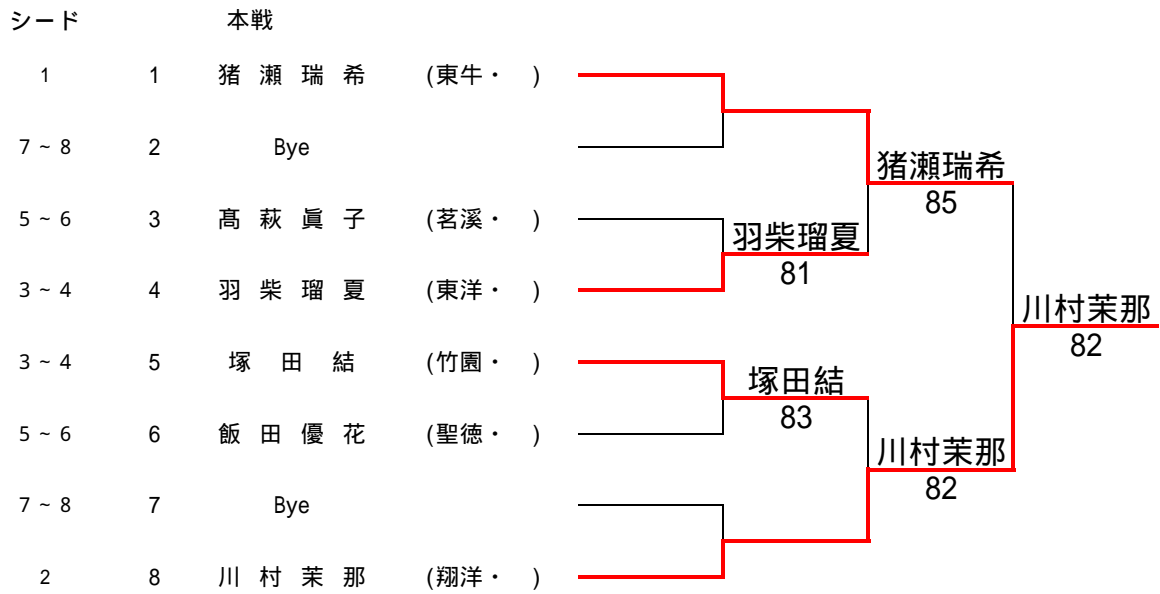 シード 本戦
1 1 猪瀬瑞希 (東牛・ )
7~8 2 Bye
猪瀬瑞希
85
5~6 3 髙萩眞子 (茗溪・ )
羽柴瑠夏
81
3~4 4 羽柴瑠夏 (東洋・ )
川村茉那
82
3~4 5 塚田結 (竹園・ )
塚田結
83
5~6 6 飯田優花 (聖徳・ )
川村茉那
82
7~8 7 Bye
2 8 川村茉那 (翔洋・ )